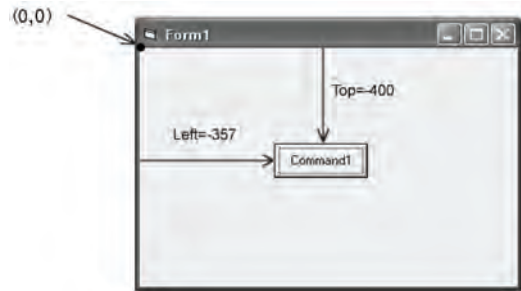 (0,0)
Form1
Top=-400
Left=-357
Command1